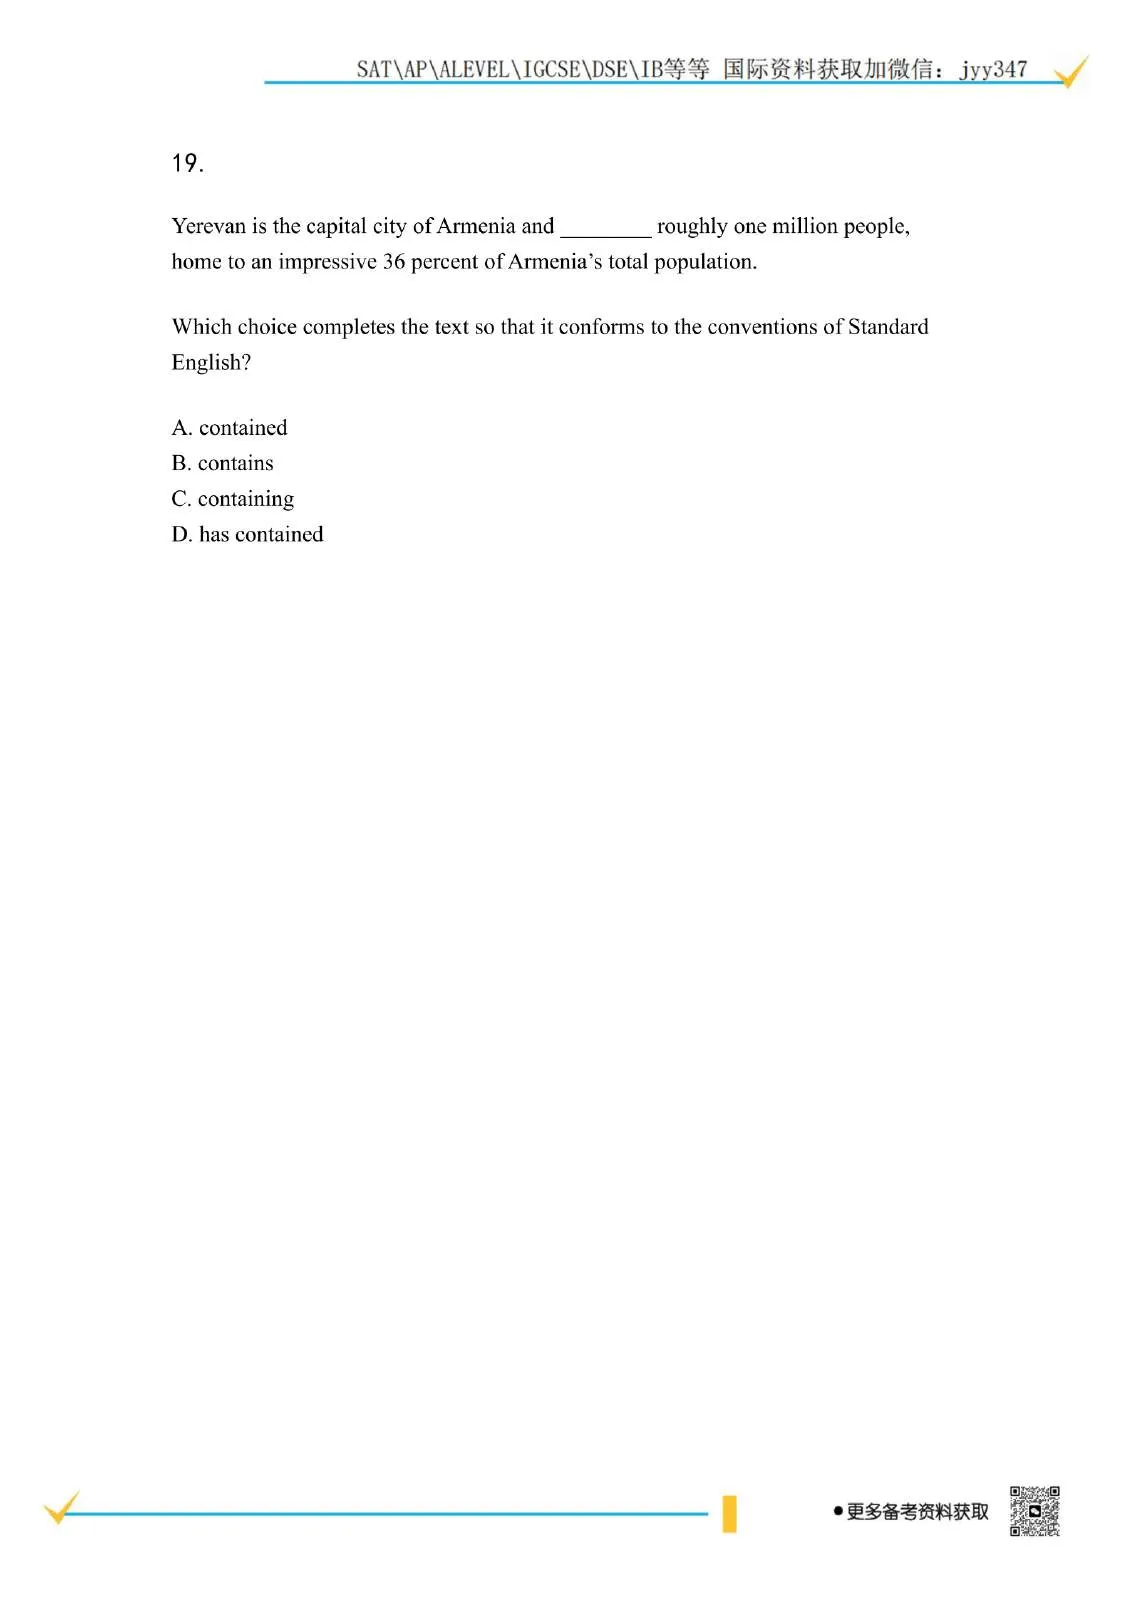 SAT\AP\ALEVEL\IGCSE\DSE\IB等等 国际资料获取加微信：jyy347
19.
Yerevan is the capital city of Armenia and ________ roughly one million people,
home to an impressive 36 percent of Armenia’s total population.
Which choice completes the text so that it conforms to the conventions of Standard
English?
A. contained
B. contains
C. containing
D. has contained
●更多备考资料获取